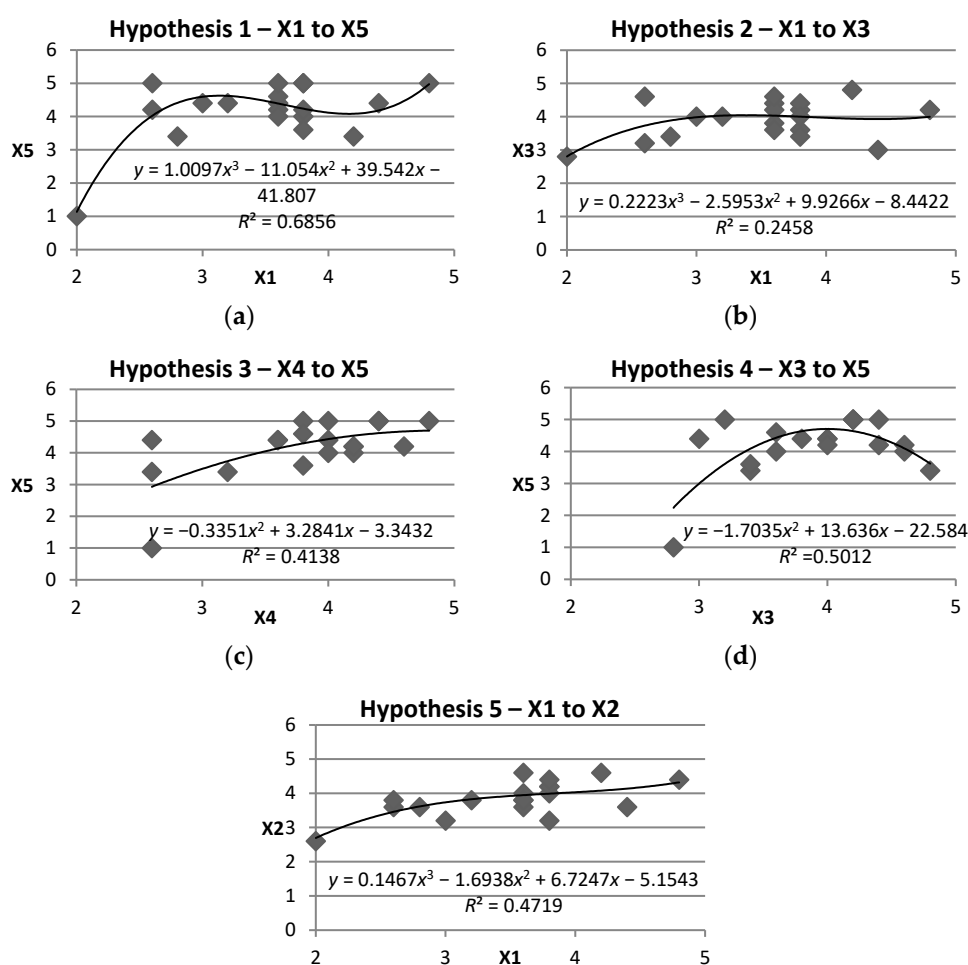 Hypothesis 1 – X1 to X5
6
5
4
X5 3
2
1
0
y = 1.0097x³ − 11.054x² + 39.542x −
41.807
R² = 0.6856
2 3 4 5
X1
(a)
Hypothesis 2 – X1 to X3
6
5
4
X3 3
2
1
0
y = 0.2223x³ − 2.5953x² + 9.9266x − 8.4422
R² = 0.2458
2 3 4 5
X1
(b)
Hypothesis 3 – X4 to X5
6
5
4
X5 3
2
1
0
y = −0.3351x² + 3.2841x − 3.3432
R² = 0.4138
2 3 4 5
X4
(c)
Hypothesis 4 – X3 to X5
6
5
4
X5 3
2
1
0
y = −1.7035x² + 13.636x − 22.584
R² =0.5012
2 3 4 5
X3
(d)
Hypothesis 5 – X1 to X2
6
5
4
X2 3
2
1
0
y = 0.1467x³ − 1.6938x² + 6.7247x − 5.1543
R² = 0.4719
2 3 4 5
X1